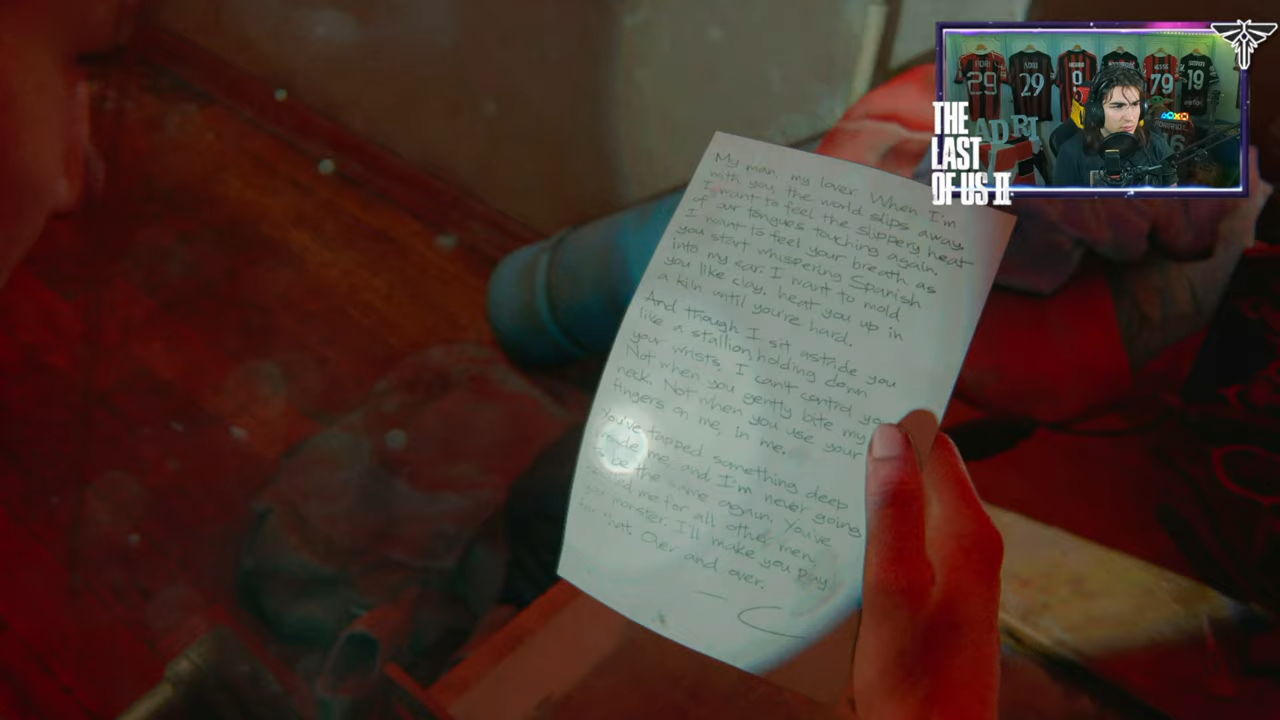 My man, my lover. When I'm
with you, the world slips away.
I want to feel the slippery heat
of our tongues touching again.
I want to feel your breath as
you start whispering Spanish
into my ear. I want to mold
you like clay, heat you up in
a kiln until you're hard.
And though I sit astride you
like a stallion, holding down
your wrists, I can't control you.
Not when you gently bite my
neck. Not when you use your
fingers on me, in me.
You've tapped something deep
me, and I'm never going
be the same again. You've
me for all other men,
monster. I'll make you pay
that. Over and over.
— C
THE
LAST
OF US II
ADRI
29
29
9
79
19